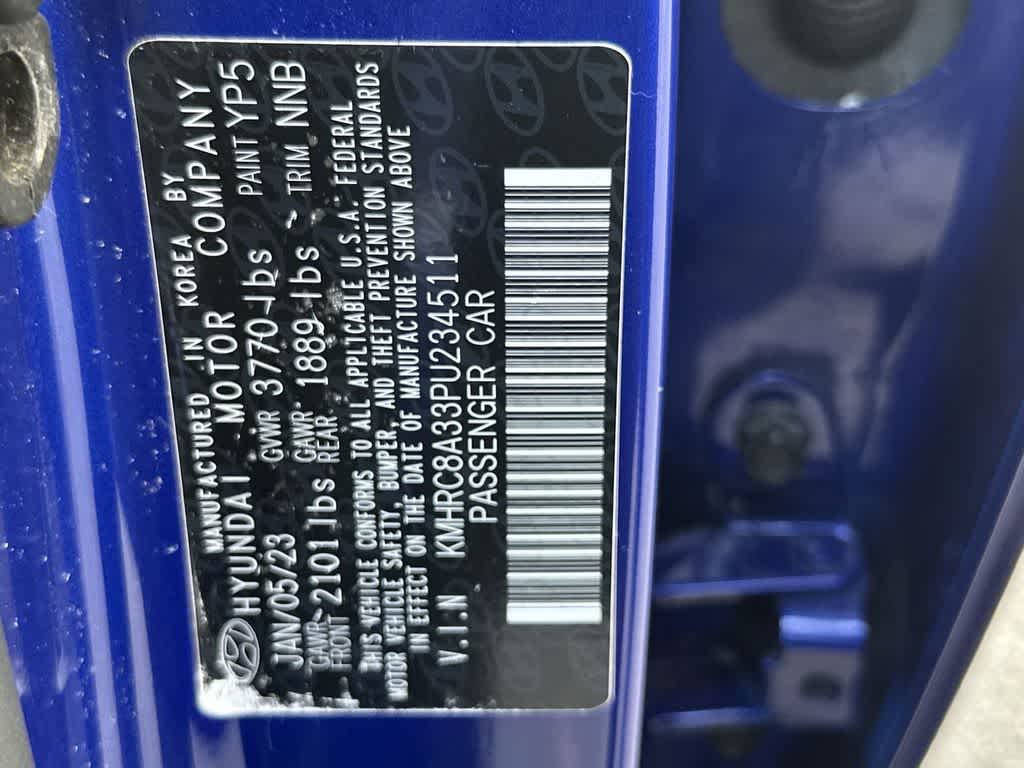 MANUFACTURED IN KOREA BY
HYUNDAI MOTOR COMPANY
JAN/05/23 GVWR 3770 lbs PAINT YP5
GAWR FRONT 2101 lbs GAWR REAR 1889 lbs TRIM NNB
THIS VEHICLE CONFORMS TO ALL APPLICABLE U.S.A. FEDERAL
MOTOR VEHICLE SAFETY, BUMPER, AND THEFT PREVENTION STANDARDS
IN EFFECT ON THE DATE OF MANUFACTURE SHOWN ABOVE
V.I.N KMHRC8A33PU234511
PASSENGER CAR